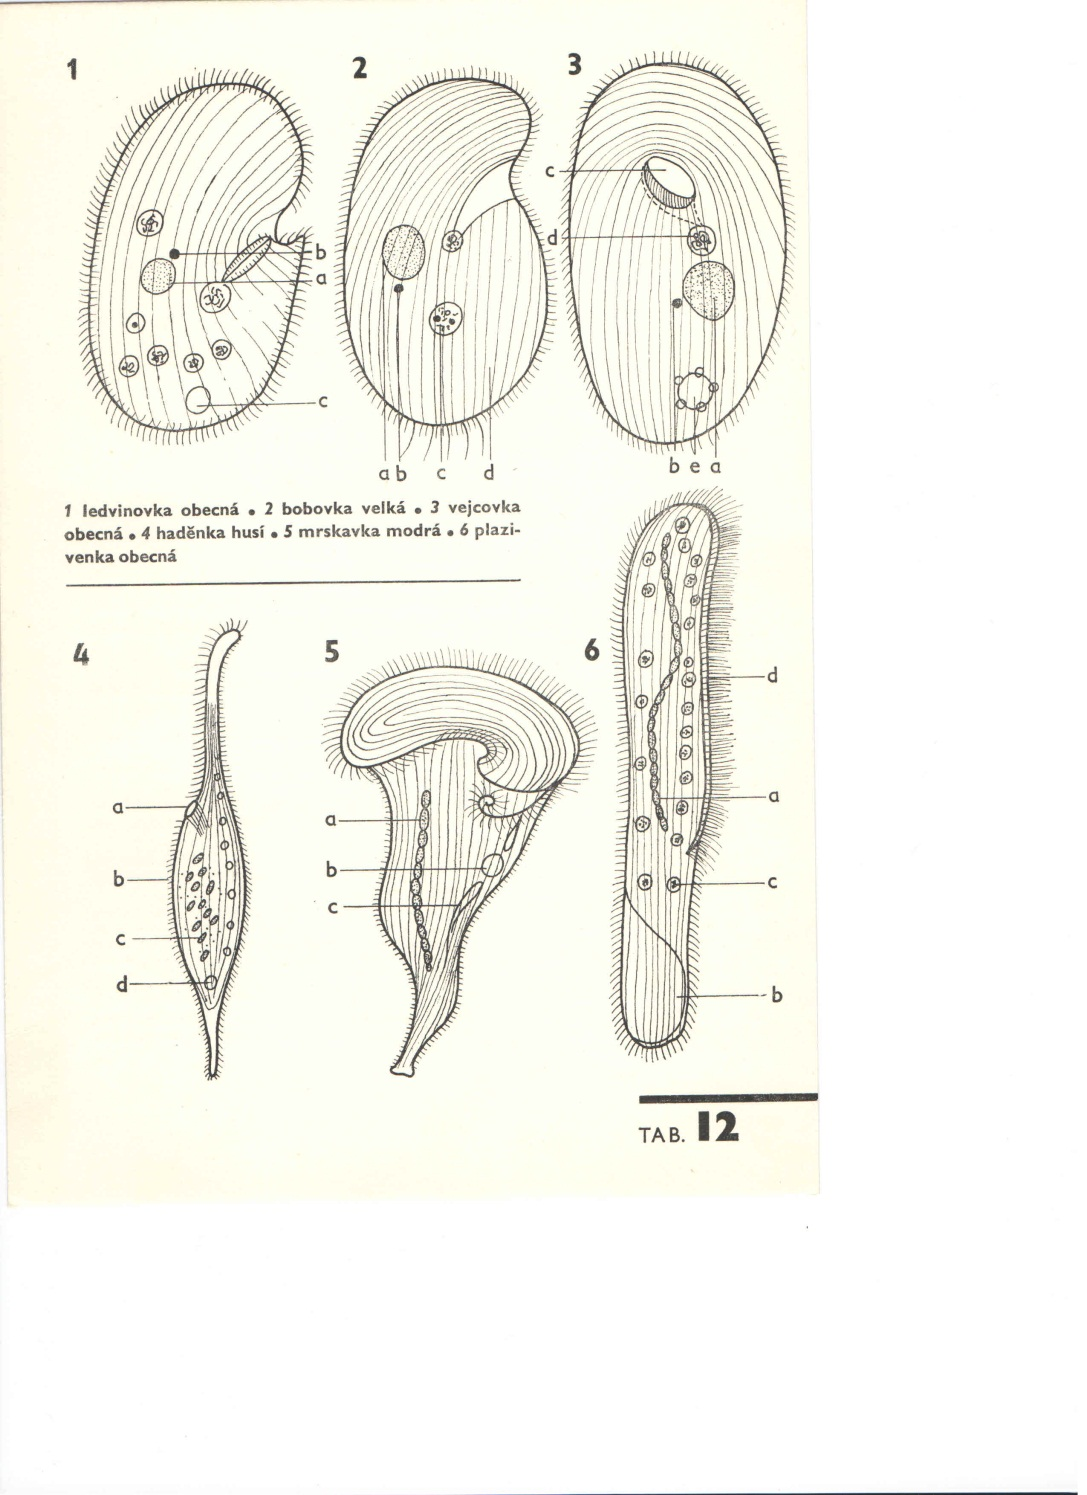 1
2
3
c
d
b
a
c
a b c d
b e a
1 ledvinovka obecná • 2 bobovka velká • 3 vejcovka
obecná • 4 haděnka husí • 5 mrskavka modrá • 6 plazi-
venka obecná
4
5
6
a
b
c
d
a
b
c
d
a
c
b
TAB. 12